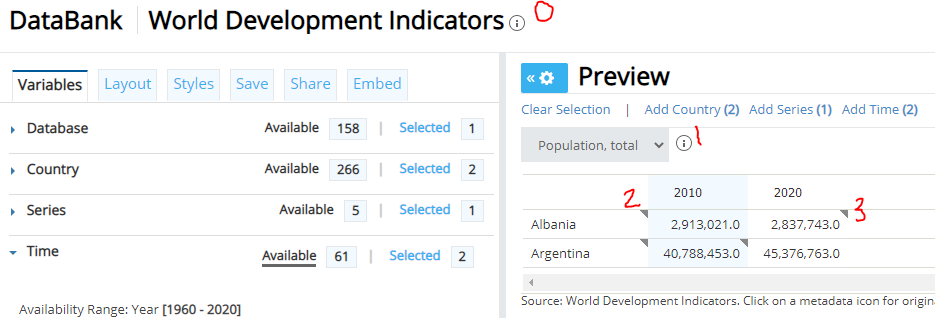 DataBank World Development Indicators 0
Variables Layout Styles Save Share Embed
Database Available 158 | Selected 1
Country Available 266 | Selected 2
Series Available 5 | Selected 1
Time Available 61 | Selected 2
Availability Range: Year [1960 - 2020]
« Preview
Clear Selection | Add Country (2) Add Series (1) Add Time (2)
Population, total 1
2 2010 2020
Albania 2,913,021.0 2,837,743.0 3
Argentina 40,788,453.0 45,376,763.0
Source: World Development Indicators. Click on a metadata icon for origina